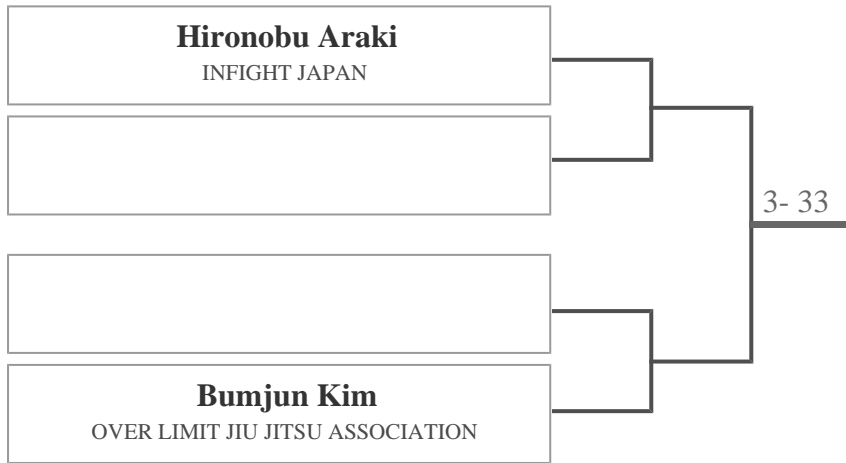 Hironobu Araki
INFIGHT JAPAN
3- 33
Bumjun Kim
OVER LIMIT JIU JITSU ASSOCIATION